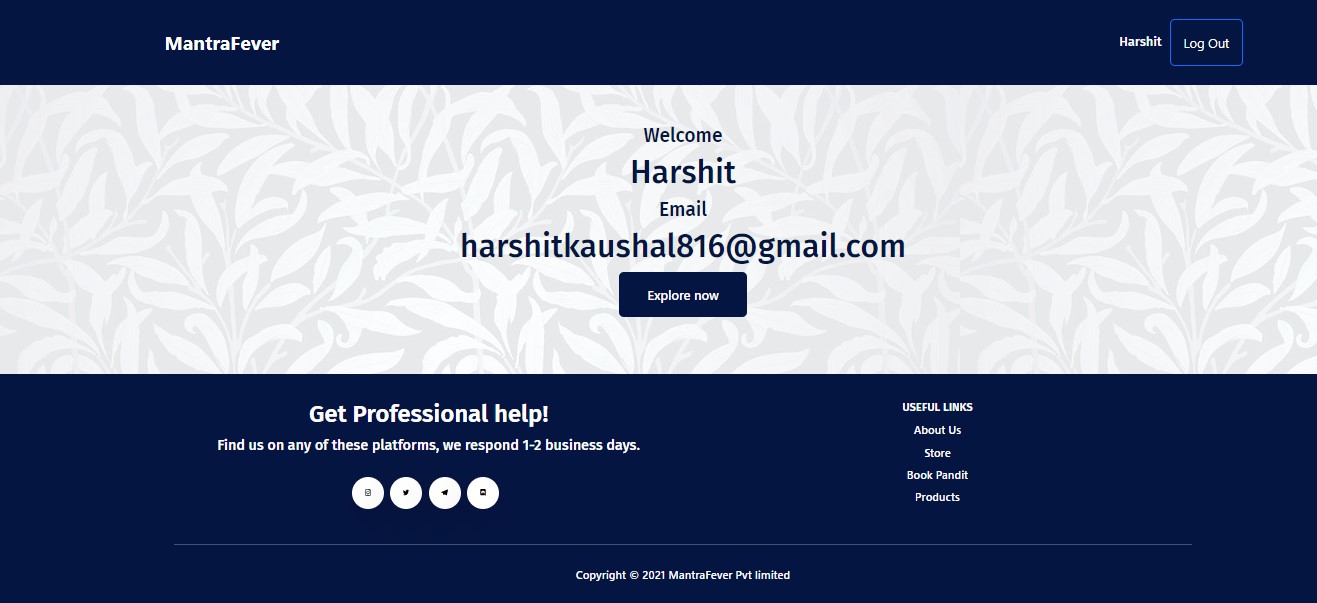 MantraFever
Harshit
Log Out
Welcome
Harshit
Email
harshitkaushal816@gmail.com
Explore now
Get Professional help!
Find us on any of these platforms, we respond 1-2 business days.
USEFUL LINKS
About Us
Store
Book Pandit
Products
Copyright © 2021 MantraFever Pvt limited